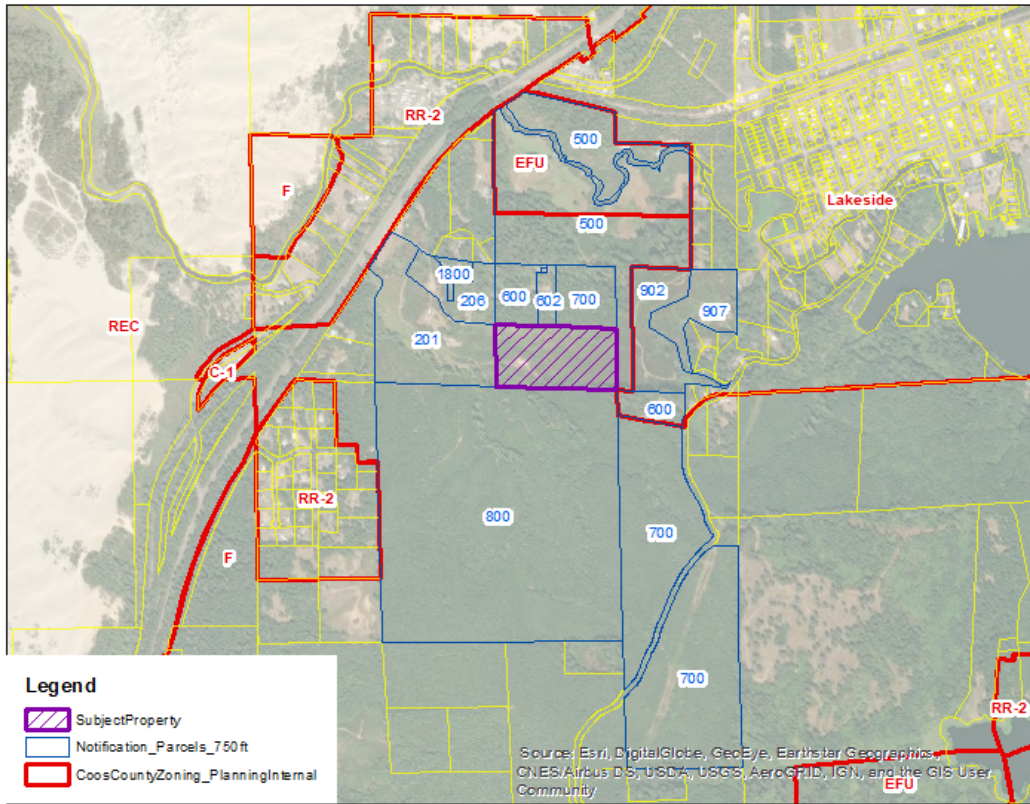 RR-2
500
EFU
F
Lakeside
500
1800
902
600
602
700
206
907
REC
201
C-1
600
RR-2
800
700
F
700
RR-2
EFU
Legend
SubjectProperty
Notification_Parcels_750ft
CoosCountyZoning_PlanningInternal
Source: Esri, DigitalGlobe, GeoEye, Earthstar Geographics,
CNES/Airbus DS, USDA, USGS, AeroGRID, IGN, and the GIS User
Community